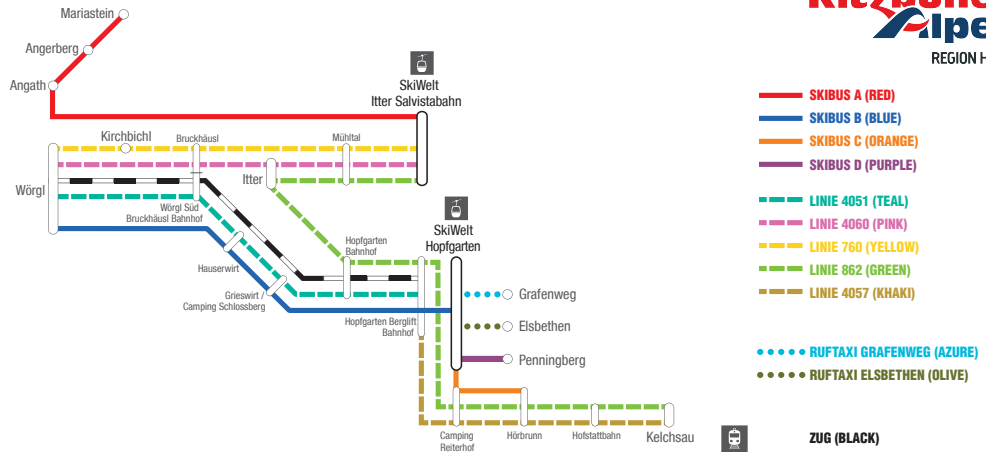 Mariastein
Angerberg
Angath
SkiWelt
Itter Salvistabahn
Kirchbichl
Bruckhäusl
Mühltal
Wörgl
Itter
Wörgl Süd
Bruckhäusl Bahnhof
SkiWelt
Hopfgarten
Hopfgarten
Bahnhof
Hauserwirt
Grieswirt /
Camping Schlossberg
Hopfgarten Berglift
Bahnhof
Grafenweg
Elsbethen
Penningberg
Camping
Reiterhof
Hörbrunn
Hofstattbahn
Kelchsau
REGION H
SKIBUS A (RED)
SKIBUS B (BLUE)
SKIBUS C (ORANGE)
SKIBUS D (PURPLE)
LINIE 4051 (TEAL)
LINIE 4060 (PINK)
LINIE 760 (YELLOW)
LINIE 862 (GREEN)
LINIE 4057 (KHAKI)
RUFTAXI GRAFENWEG (AZURE)
RUFTAXI ELSBETHEN (OLIVE)
ZUG (BLACK)